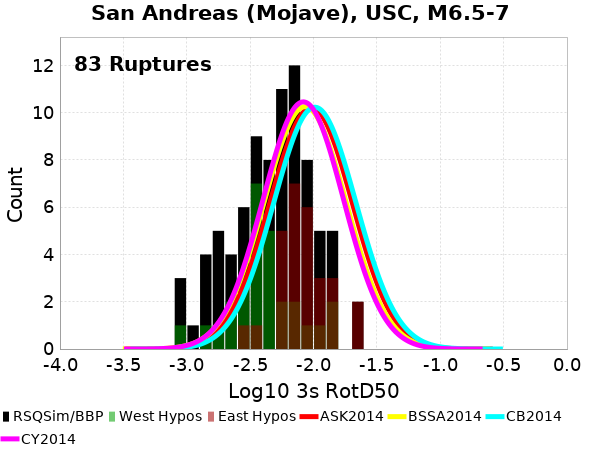 San Andreas (Mojave), USC, M6.5-7
83 Ruptures
Count
12
10
8
6
4
2
0
-4.0 -3.5 -3.0 -2.5 -2.0 -1.5 -1.0 -0.5 0.0
Log10 3s RotD50
RSQSim/BBP West Hypos East Hypos ASK2014 BSSA2014 CB2014
CY2014